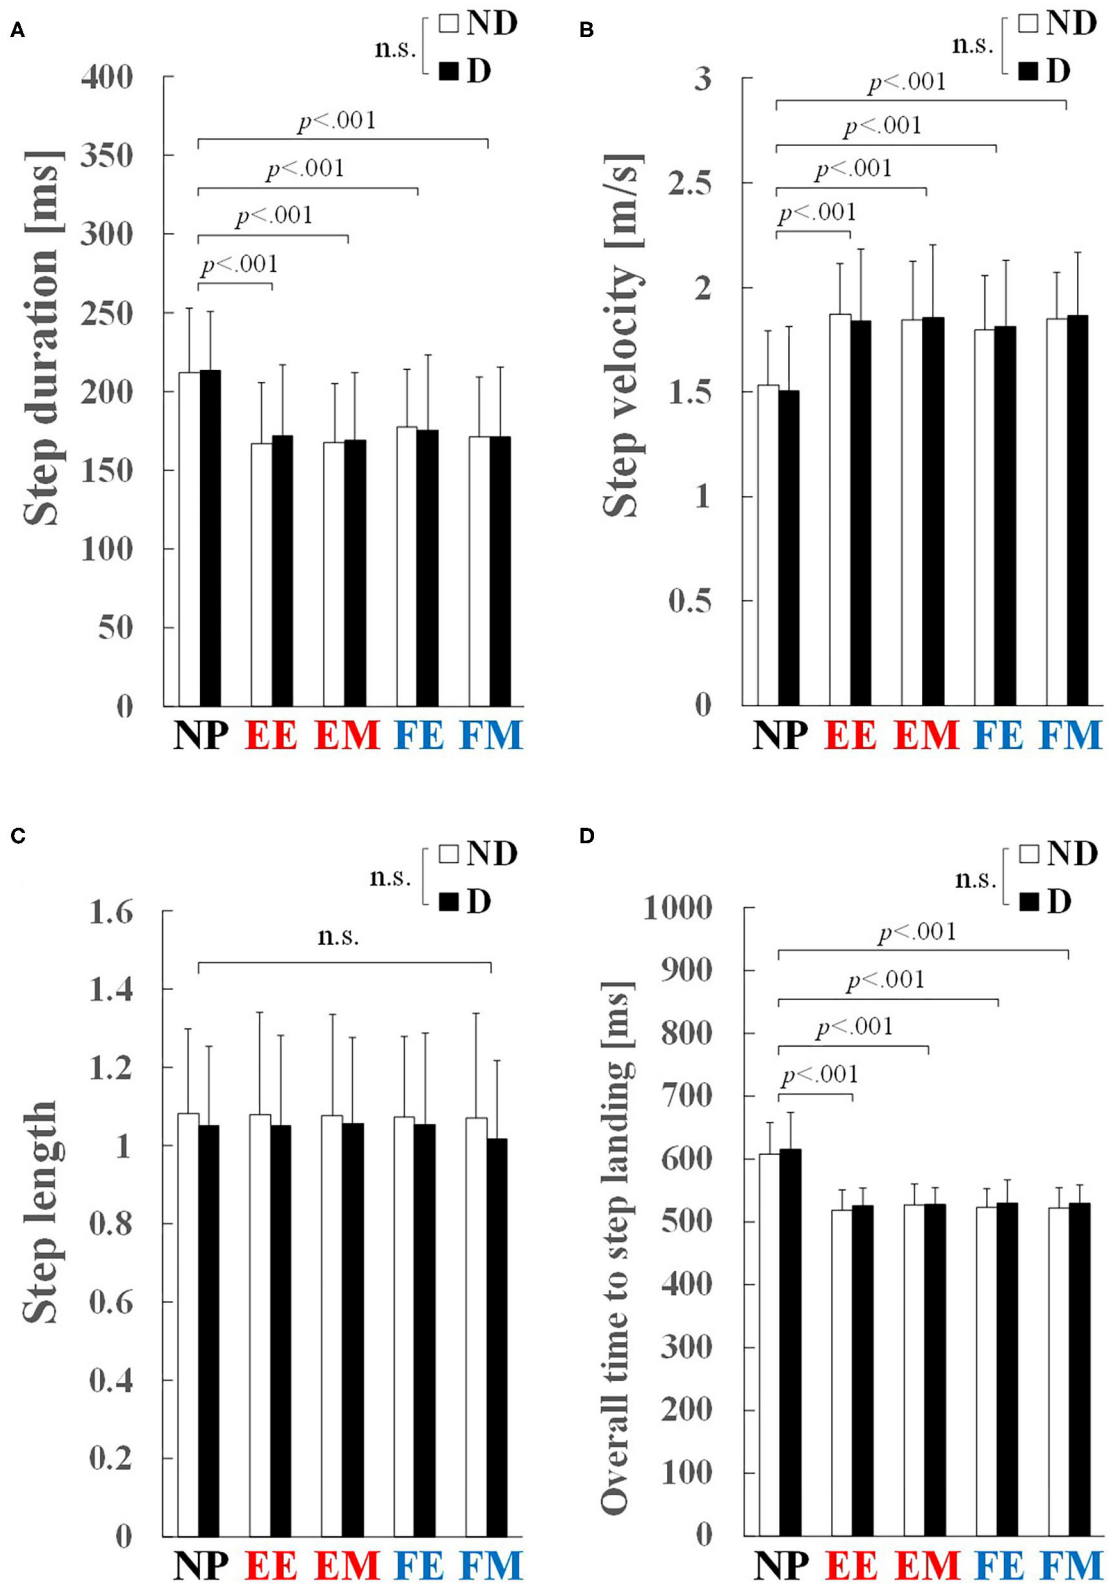 A
ND
n.s.
D
400
350
300
250
200
150
100
50
0
Step duration [ms]
p<.001
p<.001
p<.001
p<.001
NP EE EM FE FM
B
ND
n.s.
D
3
2.5
2
1.5
1
0.5
0
Step velocity [m/s]
p<.001
p<.001
p<.001
p<.001
NP EE EM FE FM
C
ND
n.s.
D
1.6
1.4
1.2
1
0.8
0.6
0.4
0.2
0
Step length
n.s.
NP EE EM FE FM
D
ND
n.s.
D
1000
900
800
700
600
500
400
300
200
100
0
Overall time to step landing [ms]
p<.001
p<.001
p<.001
p<.001
NP EE EM FE FM